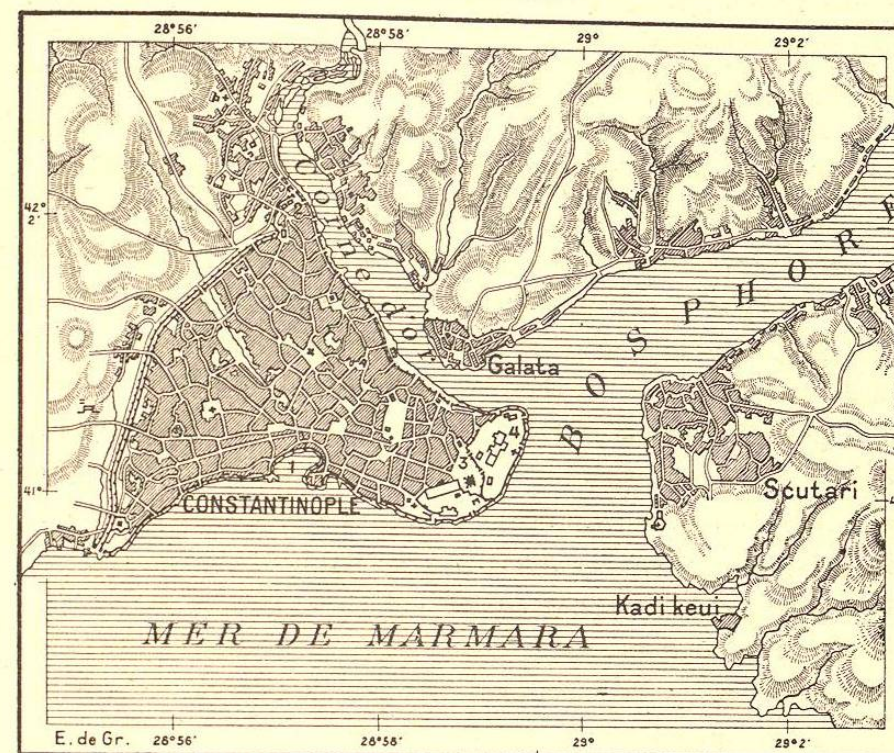 28°56' 28°58' 29° 29°2'
42°
2'
Corne d'or
BOSPHORE
Galata
4
3
1
41°
CONSTANTINOPLE
Scutari
Kadi keui
MER DE MARMARA
E. de Gr. 28°56' 28°58' 29° 29°2'